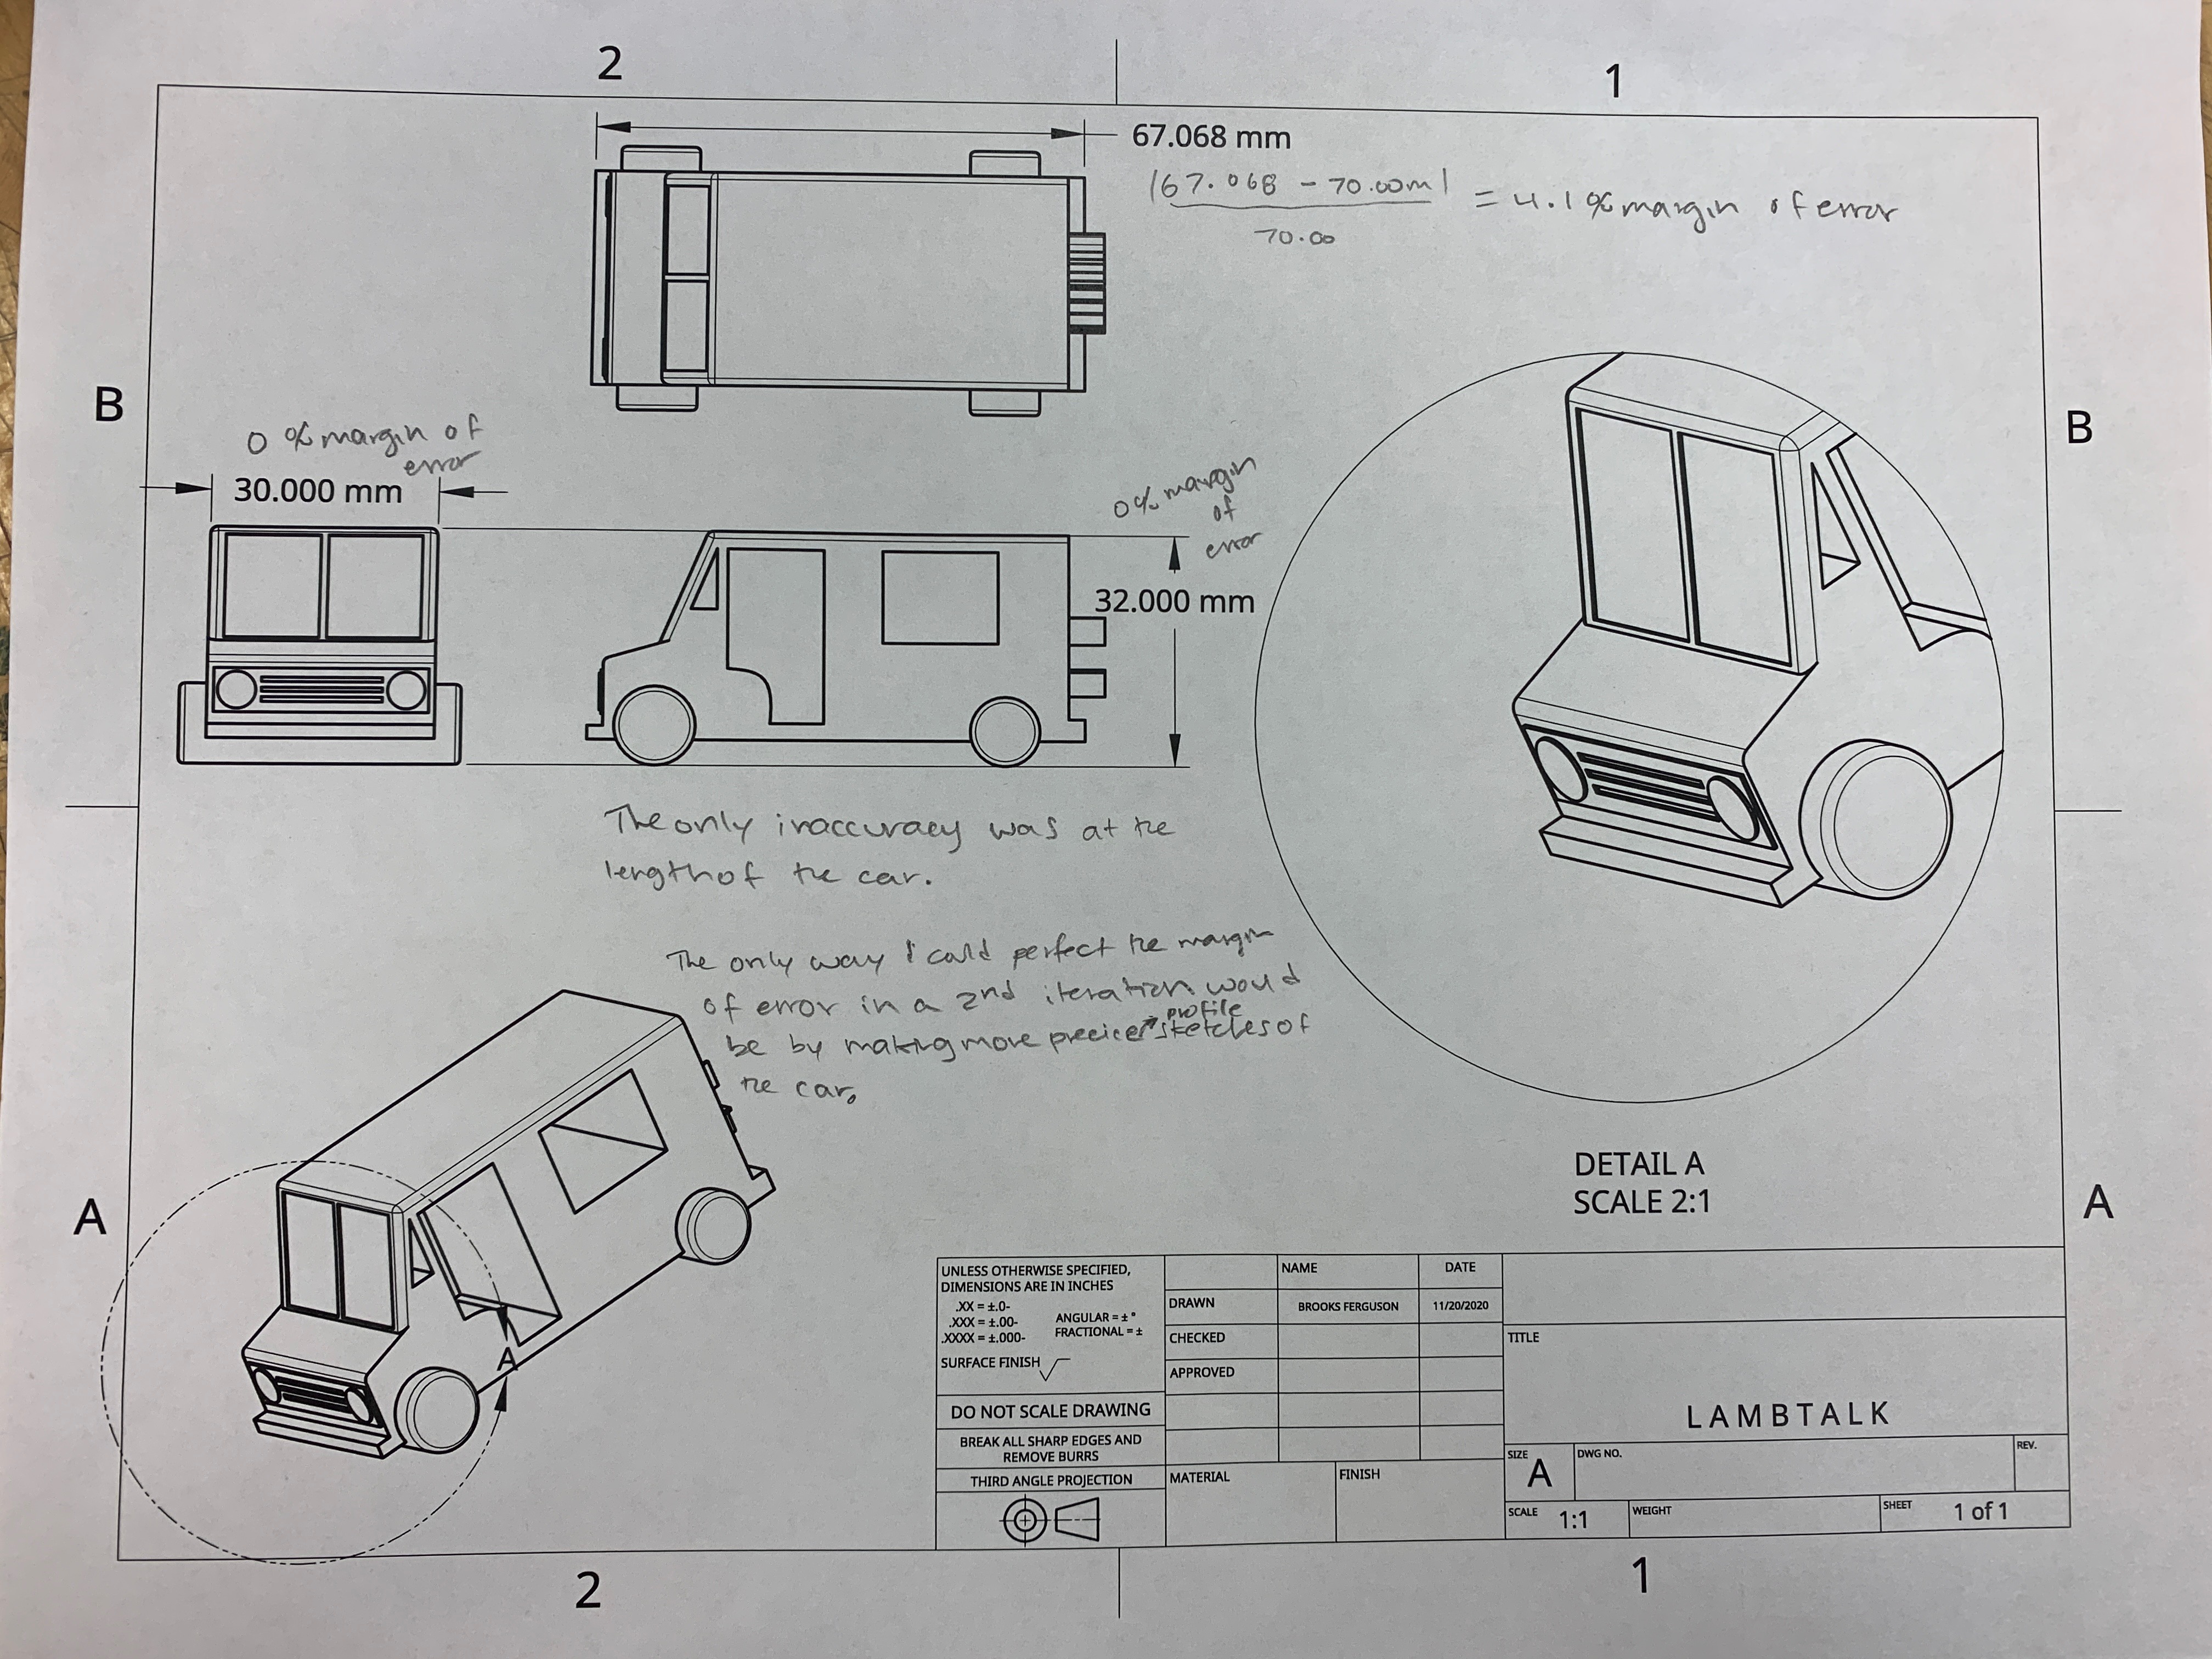 2
1
B
B
A
A
2
1
67.068 mm
|67.068 - 70.00m| = 4.1% margin of error
70.00
0% margin of
error
30.000 mm
0% margin
of
error
32.000 mm
The only inaccuracy was at the
length of the car.
The only way I could perfect the margin
of error in a 2nd iteration would
be by making more preciser profile sketches of
the car.
A
DETAIL A
SCALE 2:1
UNLESS OTHERWISE SPECIFIED,
DIMENSIONS ARE IN INCHES
.XX = ±.0-
.XXX = ±.00-
.XXXX = ±.000-
ANGULAR = ± °
FRACTIONAL = ±
SURFACE FINISH
DO NOT SCALE DRAWING
BREAK ALL SHARP EDGES AND
REMOVE BURRS
THIRD ANGLE PROJECTION
NAME
DATE
DRAWN
BROOKS FERGUSON
11/20/2020
CHECKED
APPROVED
MATERIAL
FINISH
TITLE
LAMBTALK
SIZE
A
DWG NO.
REV.
SCALE
1:1
WEIGHT
SHEET
1 of 1